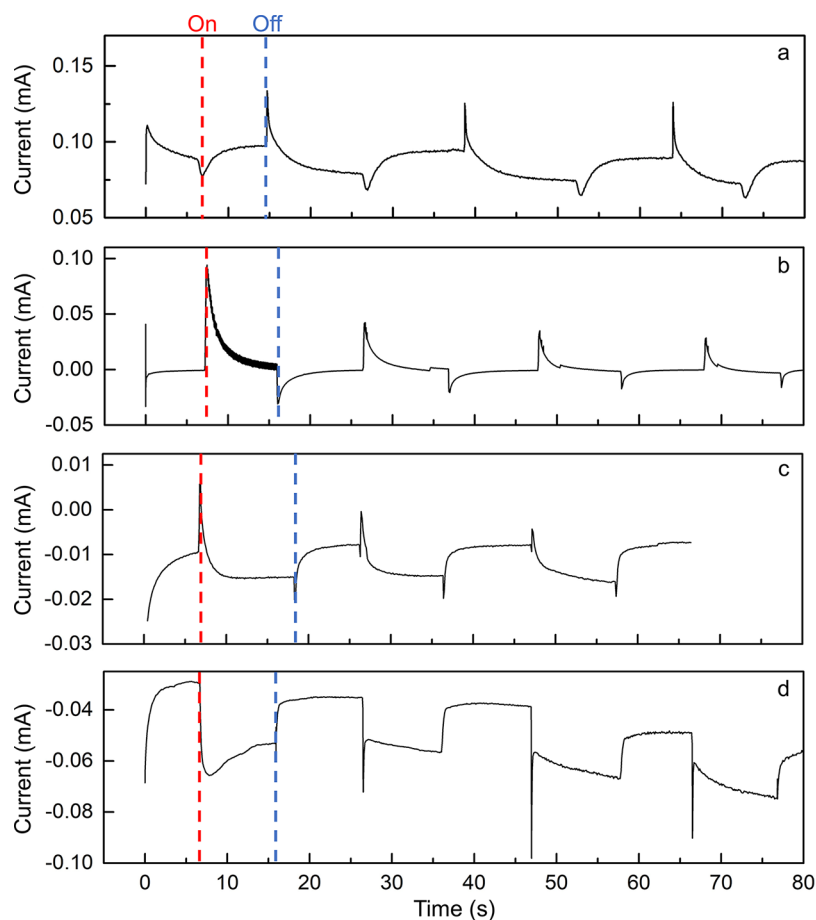 On Off
a
0.15
0.10
0.05
Current (mA)
b
0.10
0.05
0.00
-0.05
Current (mA)
c
0.01
0.00
-0.01
-0.02
-0.03
Current (mA)
d
-0.04
-0.06
-0.08
-0.10
Current (mA)
0 10 20 30 40 50 60 70 80
Time (s)